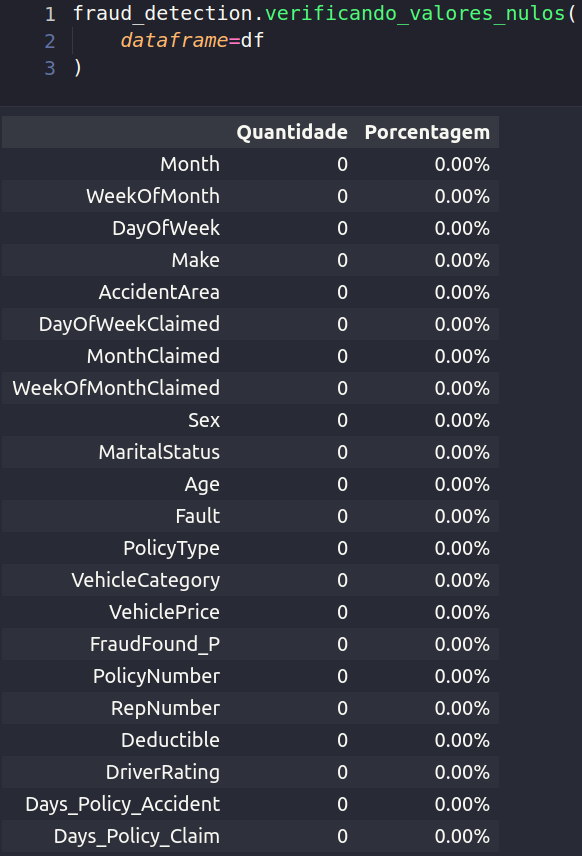 1 fraud_detection.verificando_valores_nulos(
2 dataframe=df
3 )
Quantidade Porcentagem
Month 0 0.00%
WeekOfMonth 0 0.00%
DayOfWeek 0 0.00%
Make 0 0.00%
AccidentArea 0 0.00%
DayOfWeekClaimed 0 0.00%
MonthClaimed 0 0.00%
WeekOfMonthClaimed 0 0.00%
Sex 0 0.00%
MaritalStatus 0 0.00%
Age 0 0.00%
Fault 0 0.00%
PolicyType 0 0.00%
VehicleCategory 0 0.00%
VehiclePrice 0 0.00%
FraudFound_P 0 0.00%
PolicyNumber 0 0.00%
RepNumber 0 0.00%
Deductible 0 0.00%
DriverRating 0 0.00%
Days_Policy_Accident 0 0.00%
Days_Policy_Claim 0 0.00%